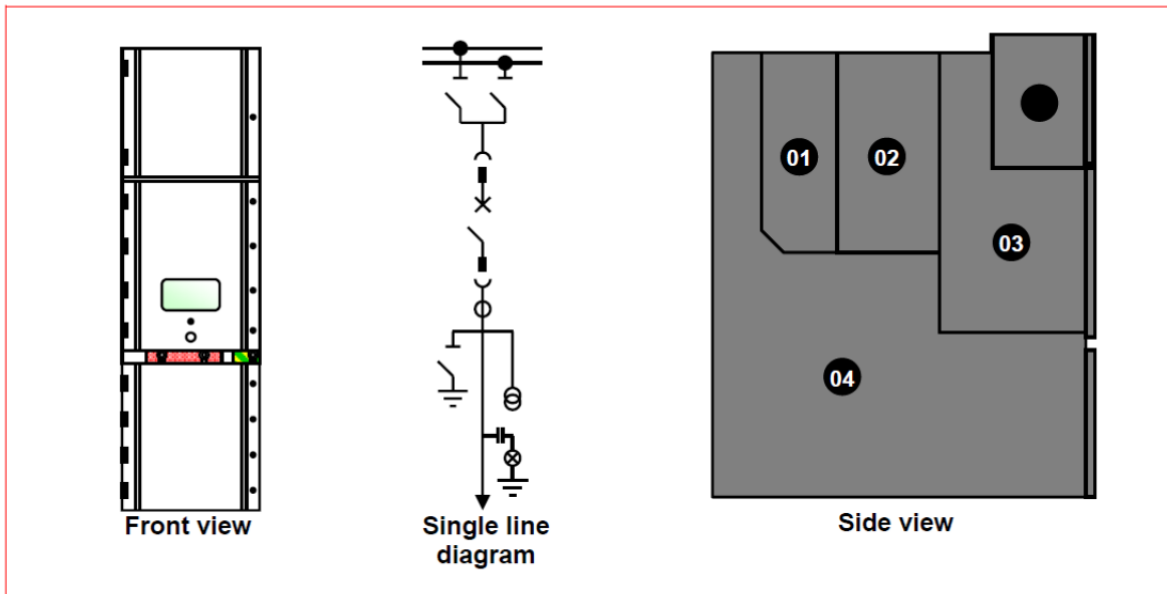 01
02
03
04
Front view
Single line
diagram
Side view